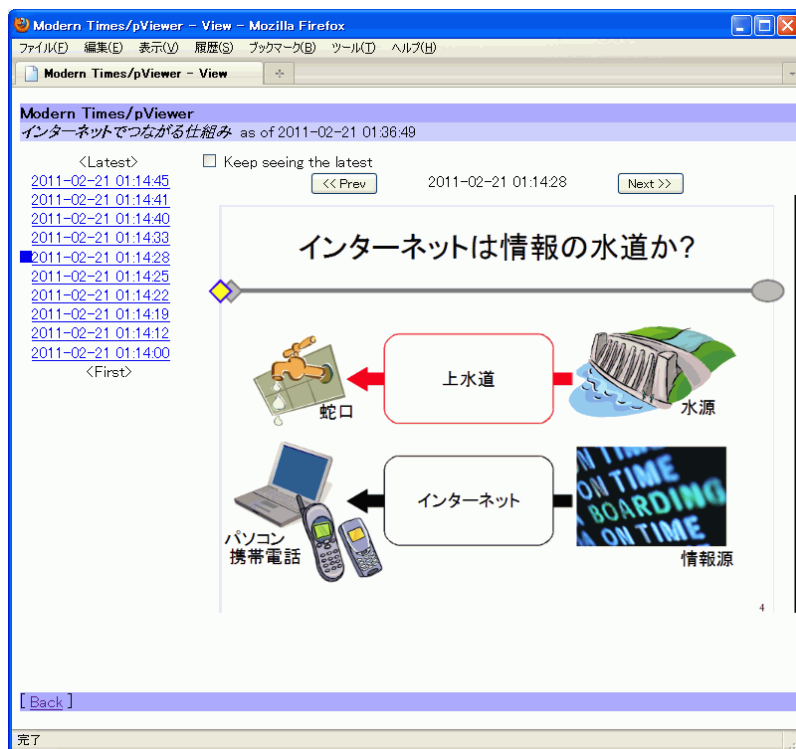 Modern Times/pViewer - View - Mozilla Firefox
ファイル(F) 編集(E) 表示(V) 履歴(S) ブックマーク(B) ツール(T) ヘルプ(H)
Modern Times/pViewer - View
Modern Times/pViewer
インターネットでつながる仕組み as of 2011-02-21 01:36:49
<Latest>
Keep seeing the latest
<< Prev 2011-02-21 01:14:28 Next >>
2011-02-21 01:14:45
2011-02-21 01:14:41
2011-02-21 01:14:40
2011-02-21 01:14:33
2011-02-21 01:14:28
2011-02-21 01:14:25
2011-02-21 01:14:22
2011-02-21 01:14:19
2011-02-21 01:14:12
2011-02-21 01:14:00
<First>
インターネットは情報の水道か?
上水道
蛇口
水源
インターネット
パソコン
携帯電話
ON TIME
BOARDING
ON TIME
情報源
4
[ Back ]
完了